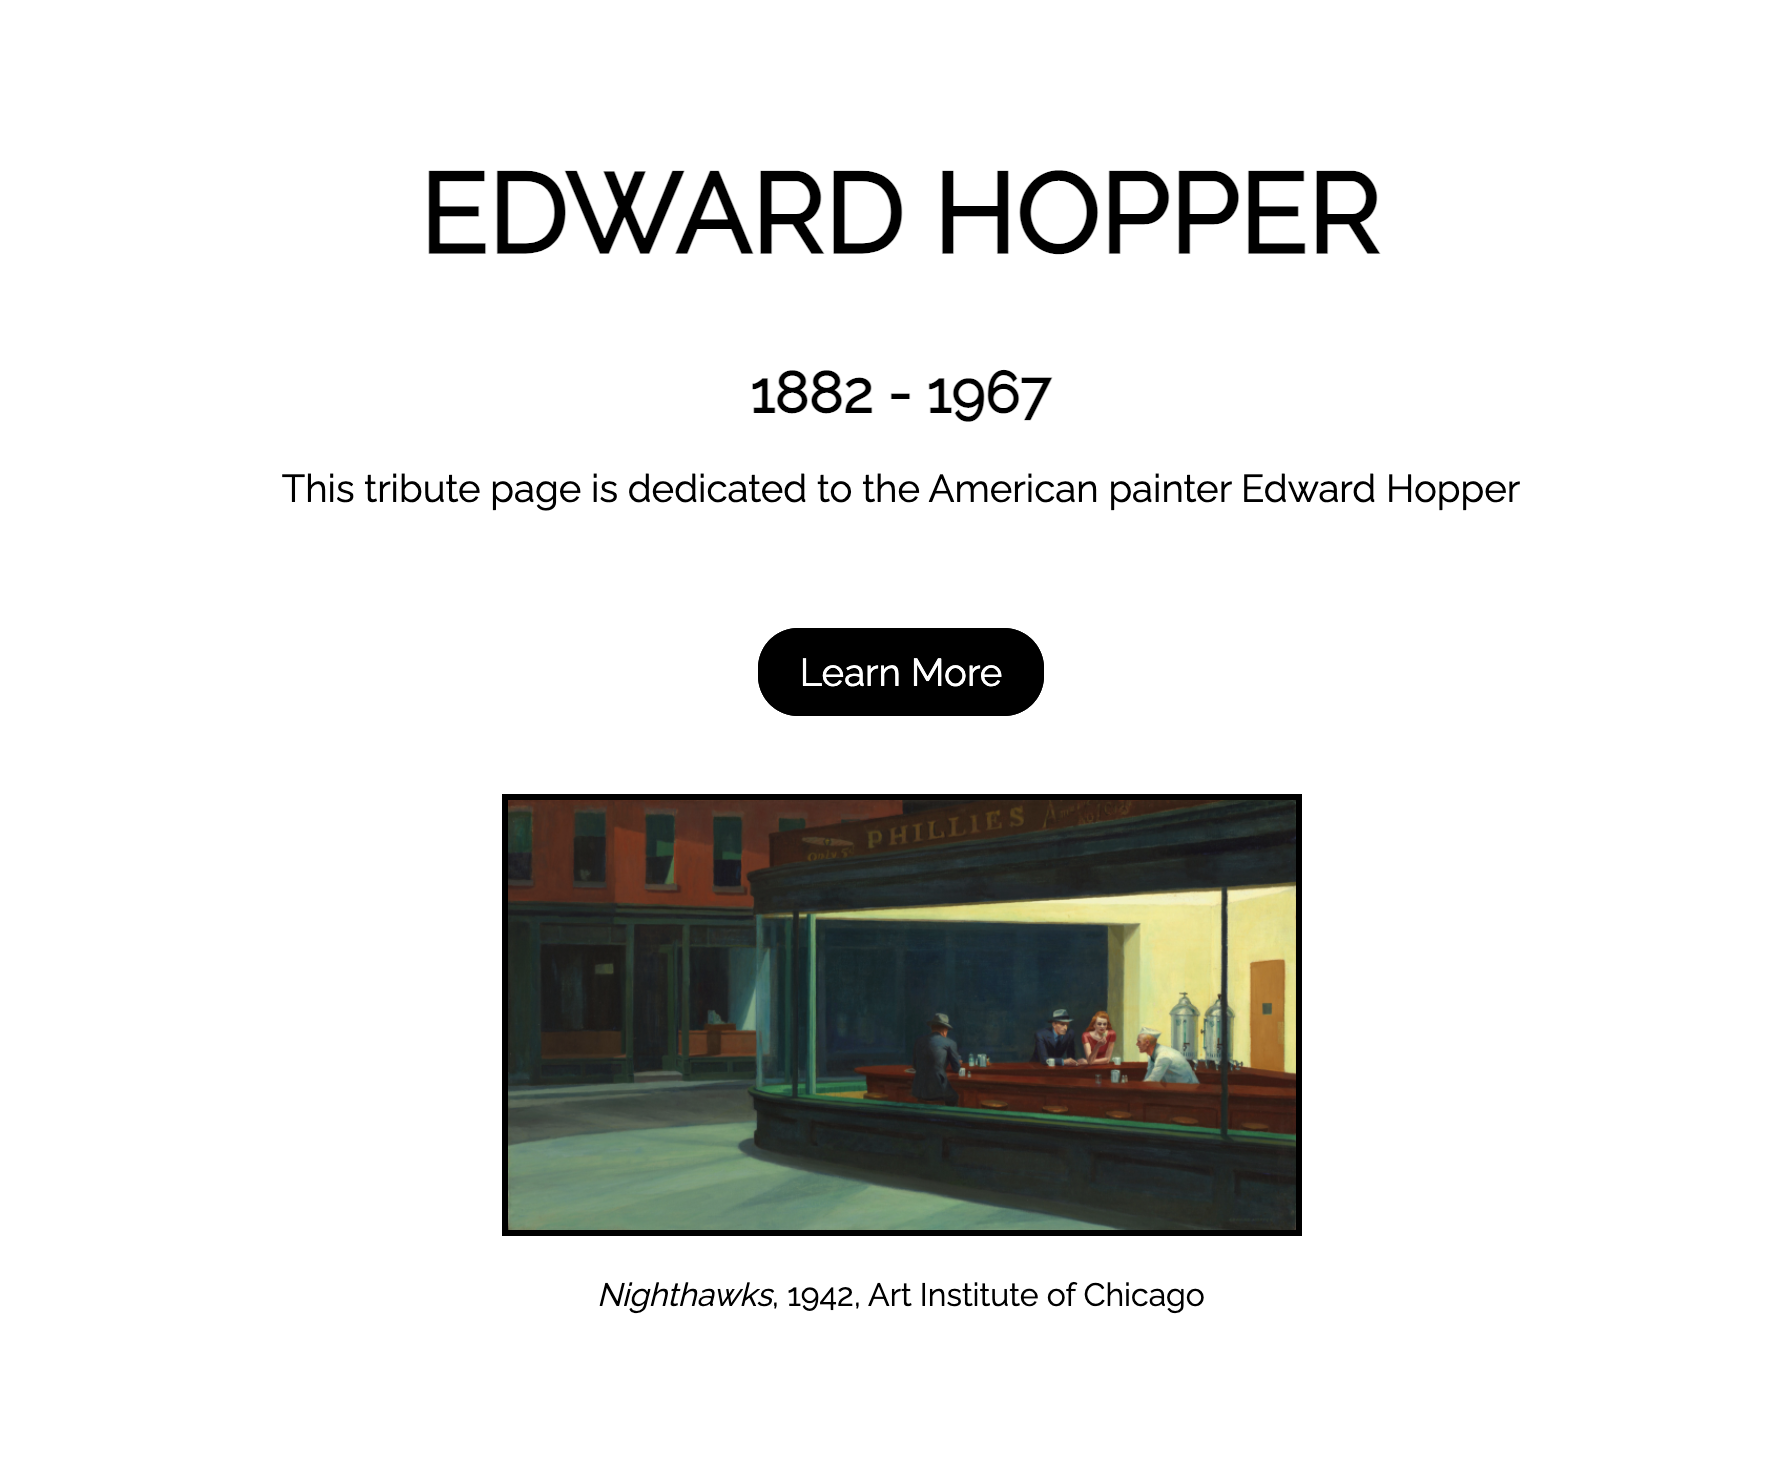 EDWARD HOPPER
1882 - 1967
This tribute page is dedicated to the American painter Edward Hopper
Learn More
PHILLIES
Nighthawks, 1942, Art Institute of Chicago